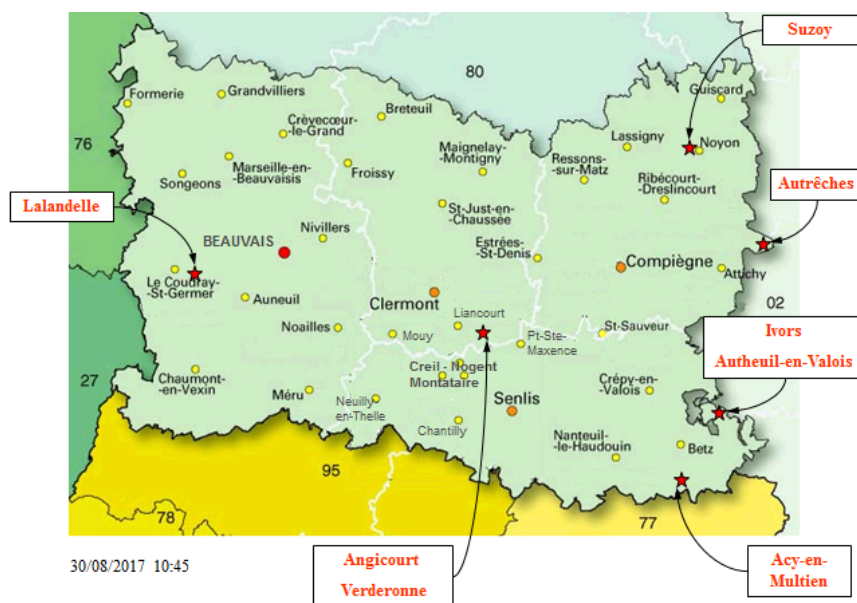 Suzoy
80
Formerie
Grandvilliers
Guiscard
Breteuil
Crèvecœur-
-le-Grand
76
Maignelay-
-Montigny
Lassigny
Noyon
Marseille-en-
-Beauvaisis
Froissy
Ressons-
-sur-Matz
Songeons
Ribécourt-
-Dreslincourt
Autrêches
Lalandelle
St-Just-en-
-Chaussée
Nivillers
BEAUVAIS
Estrées-
-St-Denis
Compiègne
Attichy
Le Coudray-
-St-Germer
Auneuil
Clermont
02
Liancourt
Ivors
Autheuil-en-Valois
Noailles
Mouy
Pt-Ste-
Maxence
St-Sauveur
27
Chaumont-
-en-Vexin
Creil - Nogent
Montataire
Méru
Neuilly
en-Thelle
Senlis
Crépy-en-
-Valois
Chantilly
Nanteuil-
-le-Haudouin
Betz
95
78
77
30/08/2017 10:45
Angicourt
Verderonne
Acy-en-
Multien